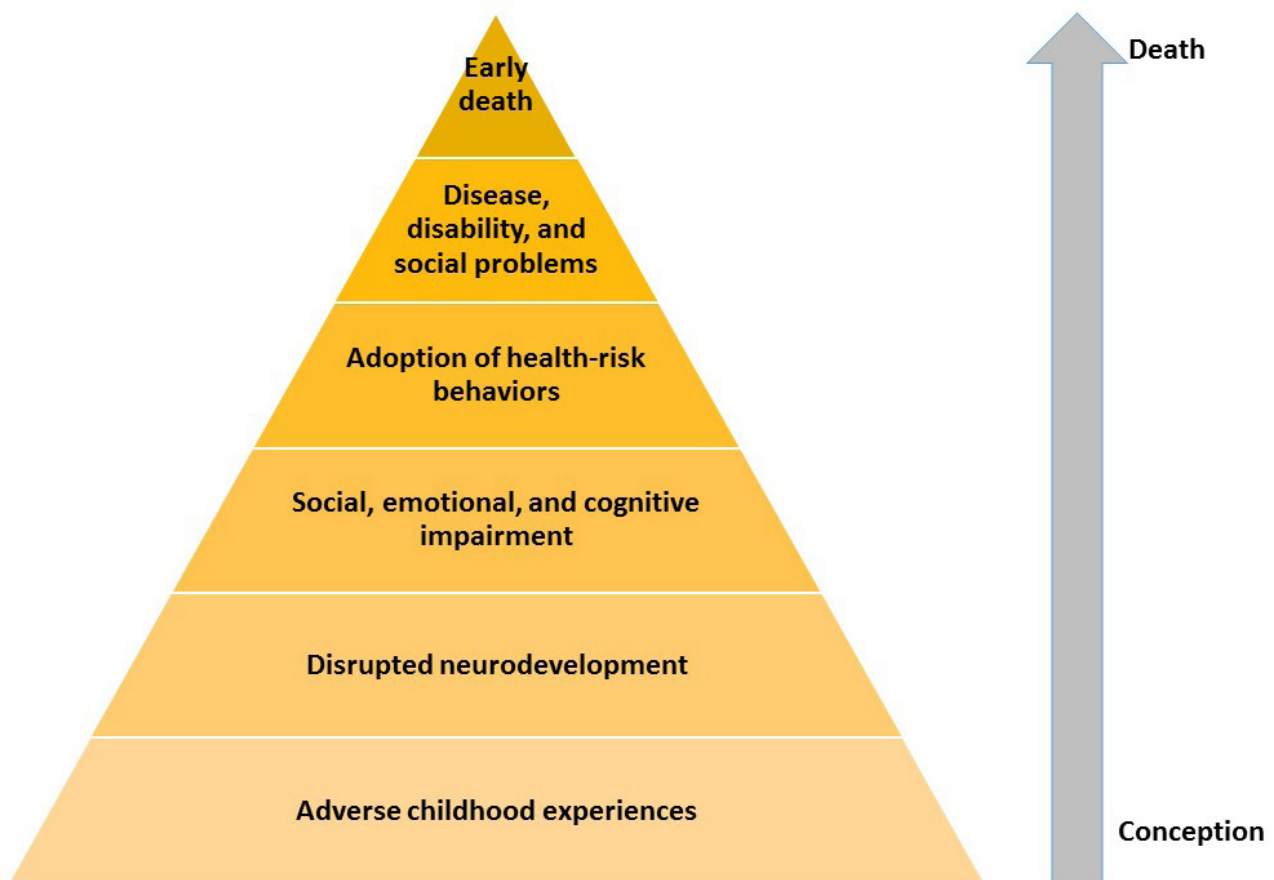 Early
death
Death
Disease,
disability, and
social problems
Adoption of health-risk
behaviors
Social, emotional, and cognitive
impairment
Disrupted neurodevelopment
Adverse childhood experiences
Conception